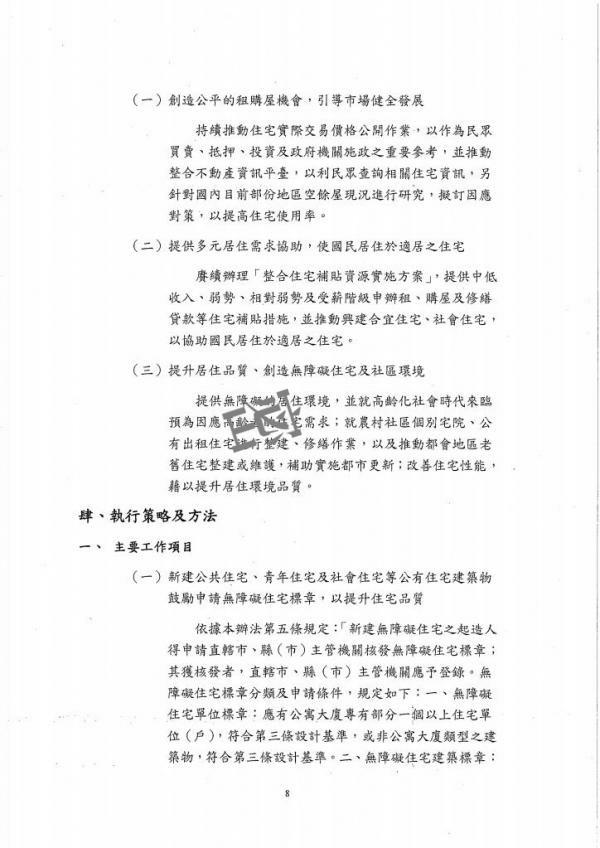 （一）創造公平的租購屋機會，引導市場健全發展
持續推動住宅實際交易價格公開作業，以作為民眾
買賣、抵押、投資及政府機關施政之重要參考，並推動
整合不動產資訊平臺，以利民眾查詢相關住宅資訊，另
針對國內目前部份地區空餘屋現況進行研究，擬訂因應
對策，以提高住宅使用率。
（二）提供多元居住需求協助，使國民居住於適居之住宅
賡續辦理「整合住宅補貼資源實施方案」，提供中低
收入、弱勢、相對弱勢及受薪階級申辦租、購屋及修繕
貸款等住宅補貼措施，並推動興建合宜住宅、社會住宅，
以協助國民居住於適居之住宅。
（三）提升居住品質、創造無障礙住宅及社區環境
提供無障礙的居住環境，並就高齡化社會時代來臨
預為因應高齡者的住宅需求；就農村社區個別宅院、公
有出租住宅進行整建、修繕作業，以及推動都會地區老
舊住宅整建或維護，補助實施都市更新；改善住宅性能，
藉以提升居住環境品質。
肆、執行策略及方法
一、 主要工作項目
（一）新建公共住宅、青年住宅及社會住宅等公有住宅建築物
鼓勵申請無障礙住宅標章，以提升住宅品質
依據本辦法第五條規定：「新建無障礙住宅之起造人
得申請直轄市、縣（市）主管機關核發無障礙住宅標章；
其獲核發者，直轄市、縣（市）主管機關應予登錄。無
障礙住宅標章分類及申請條件，規定如下：一、無障礙
住宅單位標章：應有公寓大廈專有部分一個以上住宅單
位（戶），符合第三條設計基準，或非公寓大廈類型之建
築物，符合第三條設計基準。二、無障礙住宅建築標章：
8